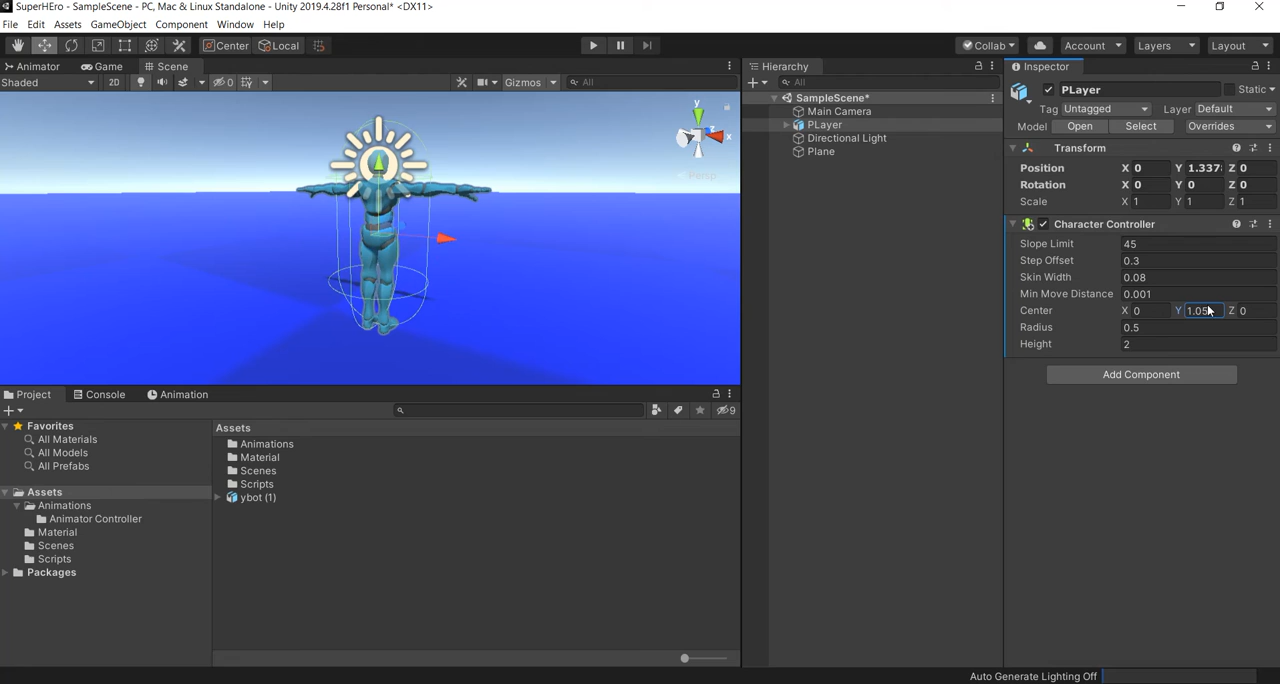 SuperHEro - SampleScene - PC, Mac & Linux Standalone - Unity 2019.4.28f1 Personal* <DX11>
File Edit Assets GameObject Component Window Help
Center Local Collab Account Layers Layout
Animator Game Scene
Shaded 2D 0 Gizmos All
y
x
Persp
Hierarchy
All
SampleScene*
Main Camera
PLayer
Directional Light
Plane
Inspector
PLayer Static
Tag Untagged Layer Default
Model Open Select Overrides
Transform
Position X 0 Y 1.337 Z 0
Rotation X 0 Y 0 Z 0
Scale X 1 Y 1 Z 1
Character Controller
Slope Limit 45
Step Offset 0.3
Skin Width 0.08
Min Move Distance 0.001
Center X 0 Y 1.05 Z 0
Radius 0.5
Height 2
Add Component
Project Console Animation
9
Favorites
All Materials
All Models
All Prefabs
Assets
Animations
Animator Controller
Material
Scenes
Scripts
Packages
Assets
Animations
Material
Scenes
Scripts
ybot (1)
Auto Generate Lighting Off